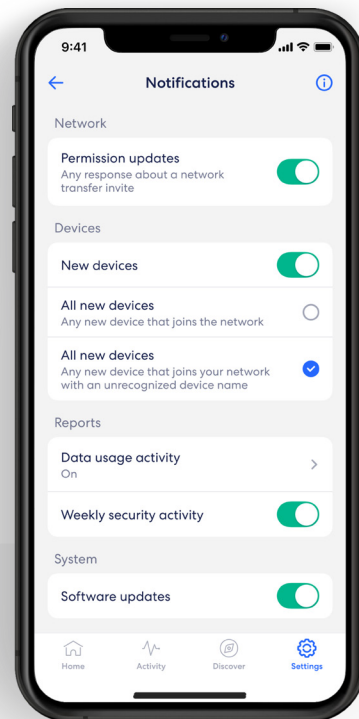 9:41
Notifications
Network
Permission updates
Any response about a network
transfer invite
Devices
New devices
All new devices
Any new device that joins the network
All new devices
Any new device that joins your network
with an unrecognized device name
Reports
Data usage activity
On
Weekly security activity
System
Software updates
Home
Activity
Discover
Settings